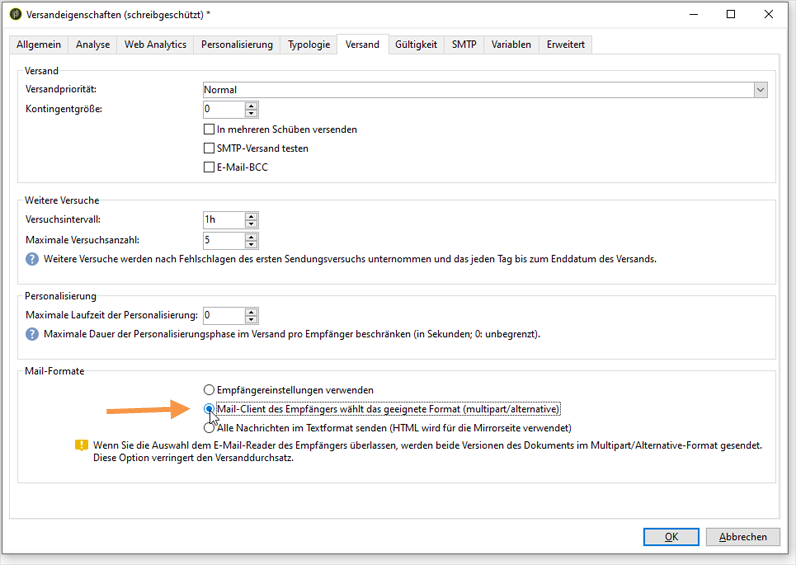 Versandeigenschaften (schreibgeschützt) *
Allgemein Analyse Web Analytics Personalisierung Typologie Versand Gültigkeit SMTP Variablen Erweitert
Versand
Versandpriorität: Normal
Kontingentgröße: 0
In mehreren Schüben versenden
SMTP-Versand testen
E-Mail-BCC
Weitere Versuche
Versuchsintervall: 1h
Maximale Versuchsanzahl: 5
Weitere Versuche werden nach Fehlschlagen des ersten Sendungsversuchs unternommen und das jeden Tag bis zum Enddatum des Versands.
Personalisierung
Maximale Laufzeit der Personalisierung: 0
Maximale Dauer der Personalisierungsphase im Versand pro Empfänger beschränken (in Sekunden; 0: unbegrenzt).
Mail-Formate
Empfängereinstellungen verwenden
Mail-Client des Empfängers wählt das geeignete Format (multipart/alternative)
Alle Nachrichten im Textformat senden (HTML wird für die Mirrorseite verwendet)
Wenn Sie die Auswahl dem E-Mail-Reader des Empfängers überlassen, werden beide Versionen des Dokuments im Multipart/Alternative-Format gesendet.
Diese Option verringert den Versanddurchsatz.
OK Abbrechen